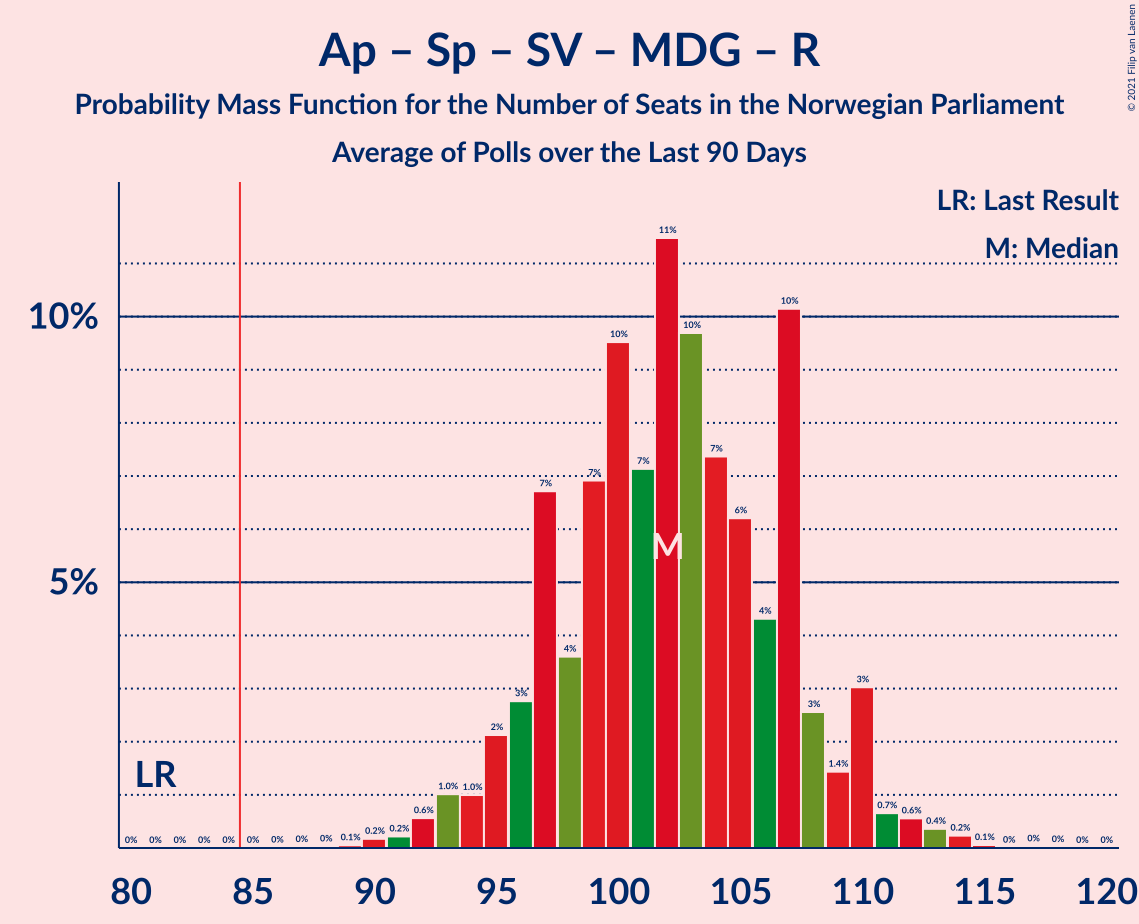 Ap – Sp – SV – MDG – R
Probability Mass Function for the Number of Seats in the Norwegian Parliament
Average of Polls over the Last 90 Days
© 2021 Filip van Laenen
LR: Last Result
M: Median
10%
5%
LR
M
0% 0% 0% 0% 0% 0% 0% 0% 0% 0.1% 0.2% 0.2% 0.6% 1.0% 1.0% 2% 3% 7% 4% 7% 10% 7% 11% 10% 7% 6% 4% 10% 3% 1.4% 3% 0.7% 0.6% 0.4% 0.2% 0.1% 0% 0% 0% 0% 0%
80 85 90 95 100 105 110 115 120